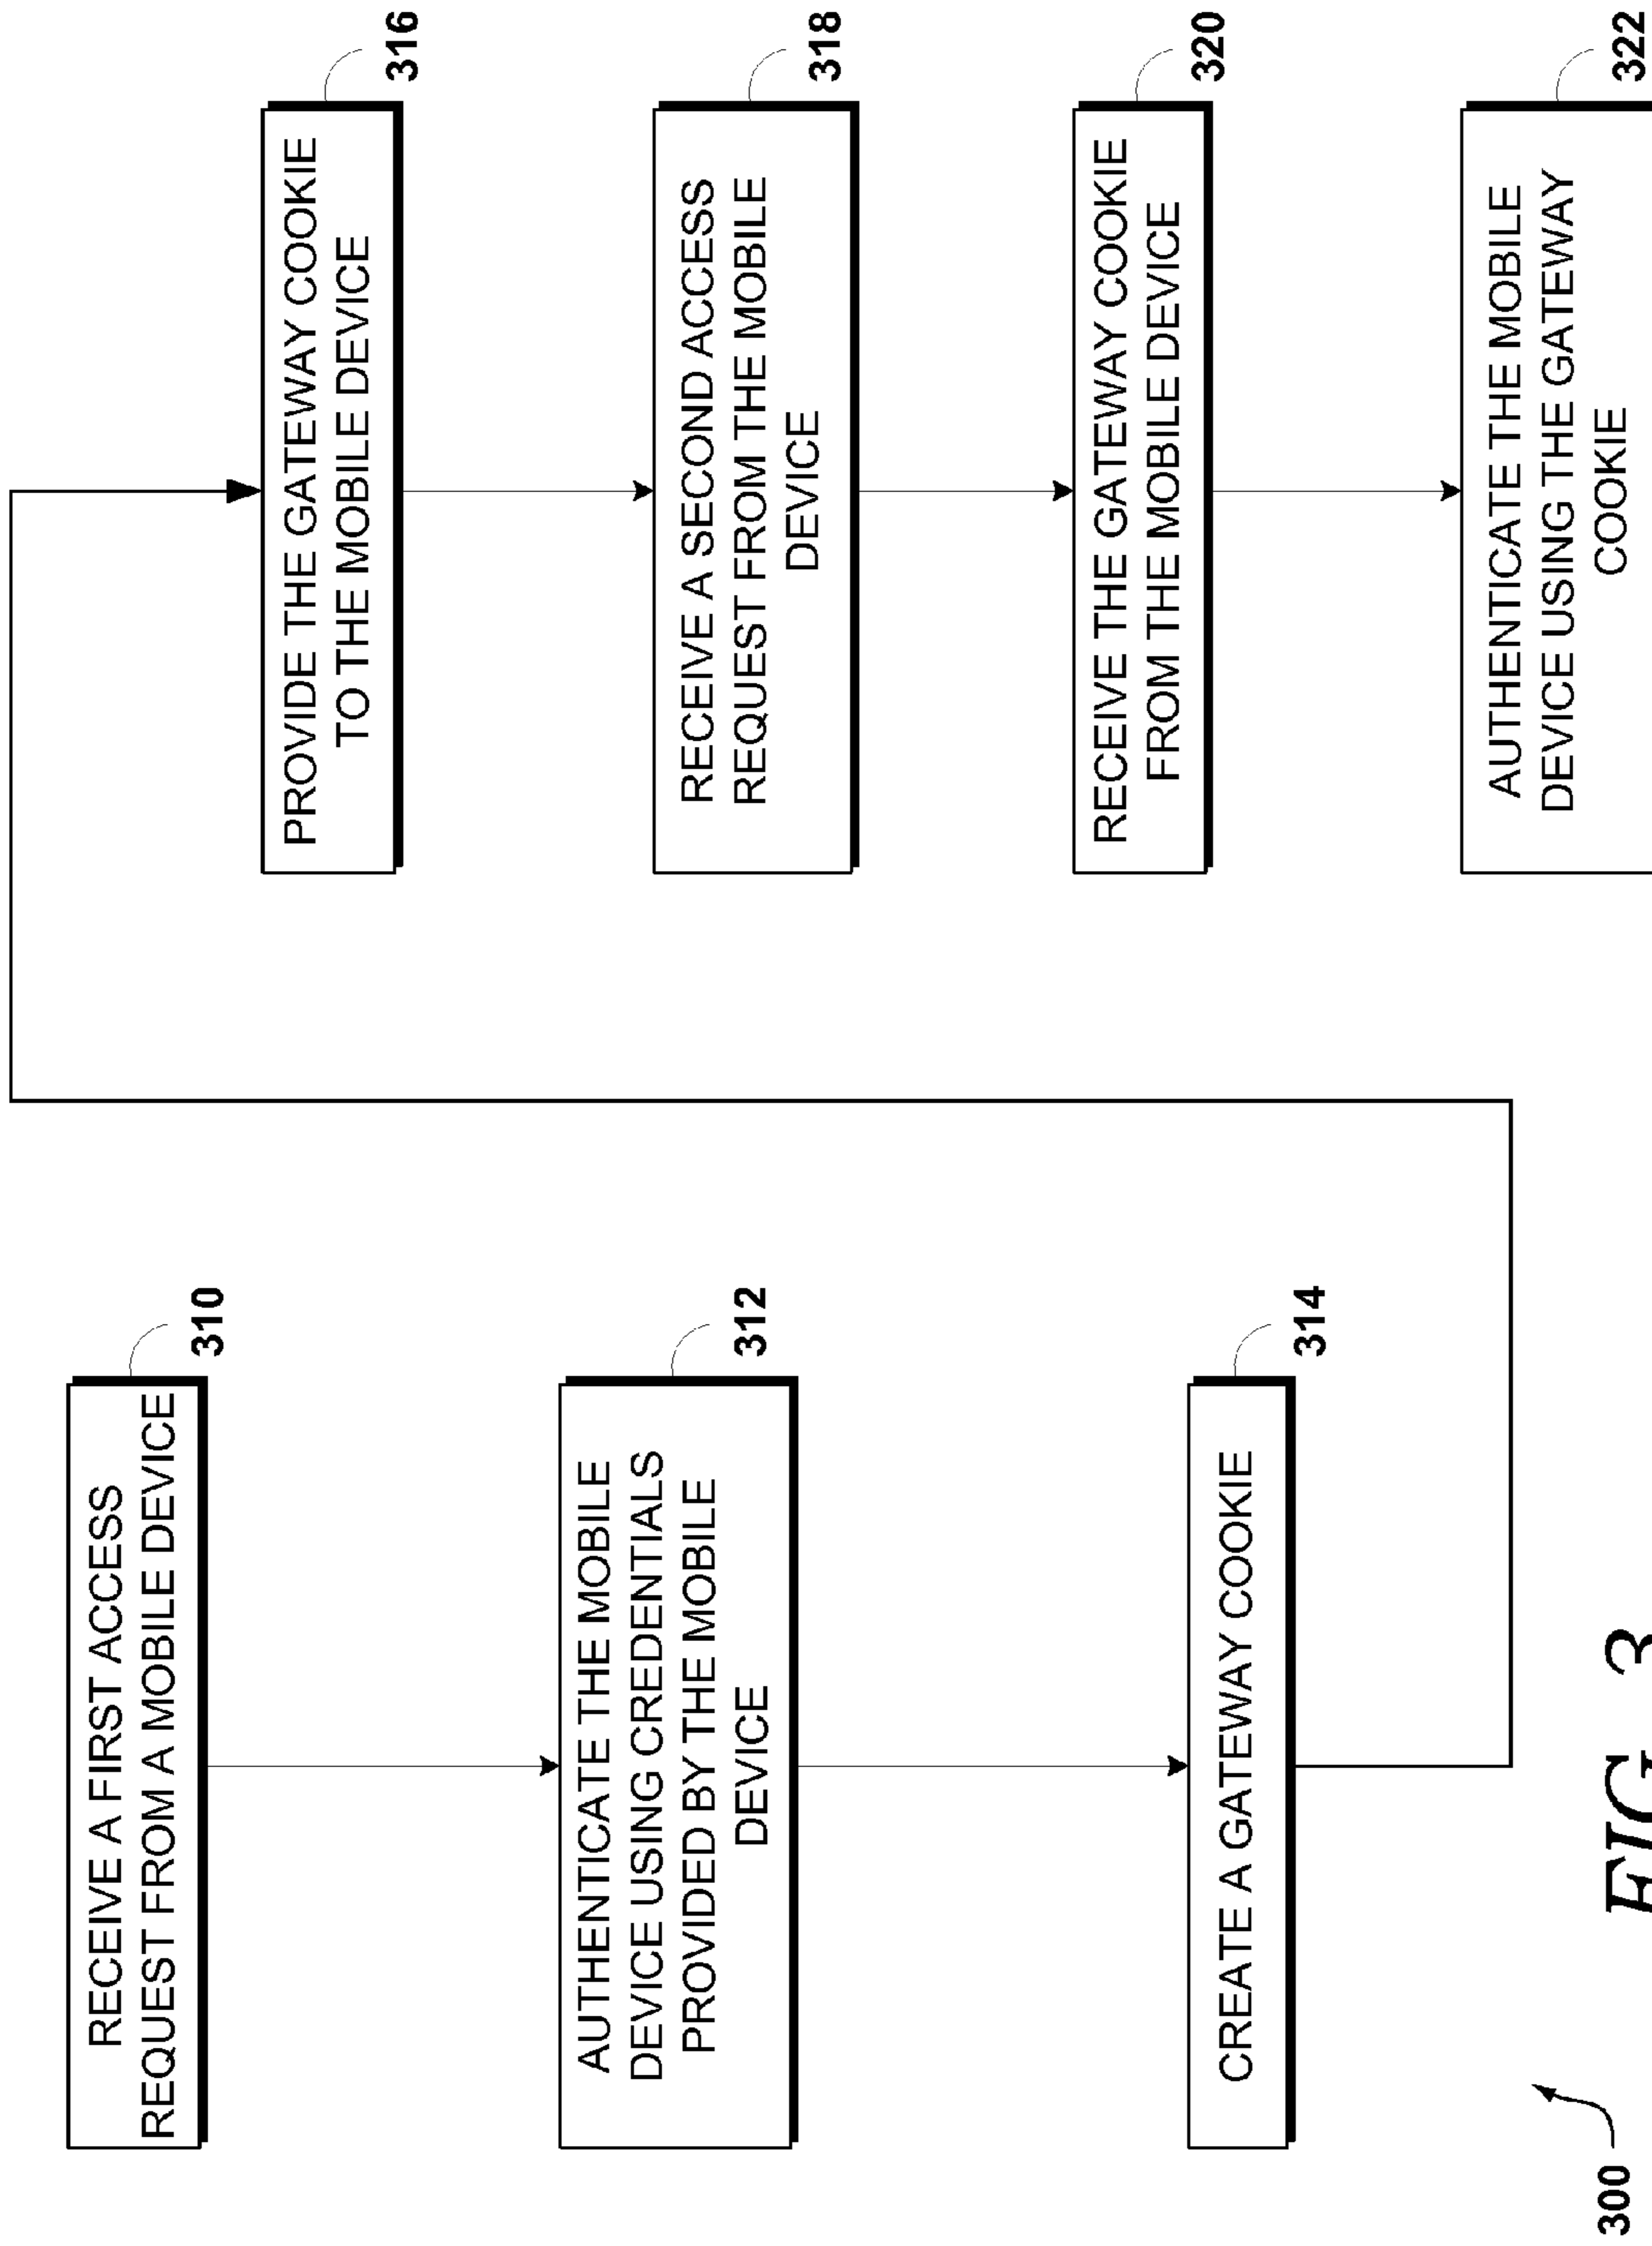 RECEIVE A FIRST ACCESS
REQUEST FROM A MOBILE DEVICE
310
AUTHENTICATE THE MOBILE
DEVICE USING CREDENTIALS
PROVIDED BY THE MOBILE
DEVICE
312
CREATE A GATEWAY COOKIE
314
PROVIDE THE GATEWAY COOKIE
TO THE MOBILE DEVICE
316
RECEIVE A SECOND ACCESS
REQUEST FROM THE MOBILE
DEVICE
318
RECEIVE THE GATEWAY COOKIE
FROM THE MOBILE DEVICE
320
AUTHENTICATE THE MOBILE
DEVICE USING THE GATEWAY
COOKIE
322
300
FIG. 3